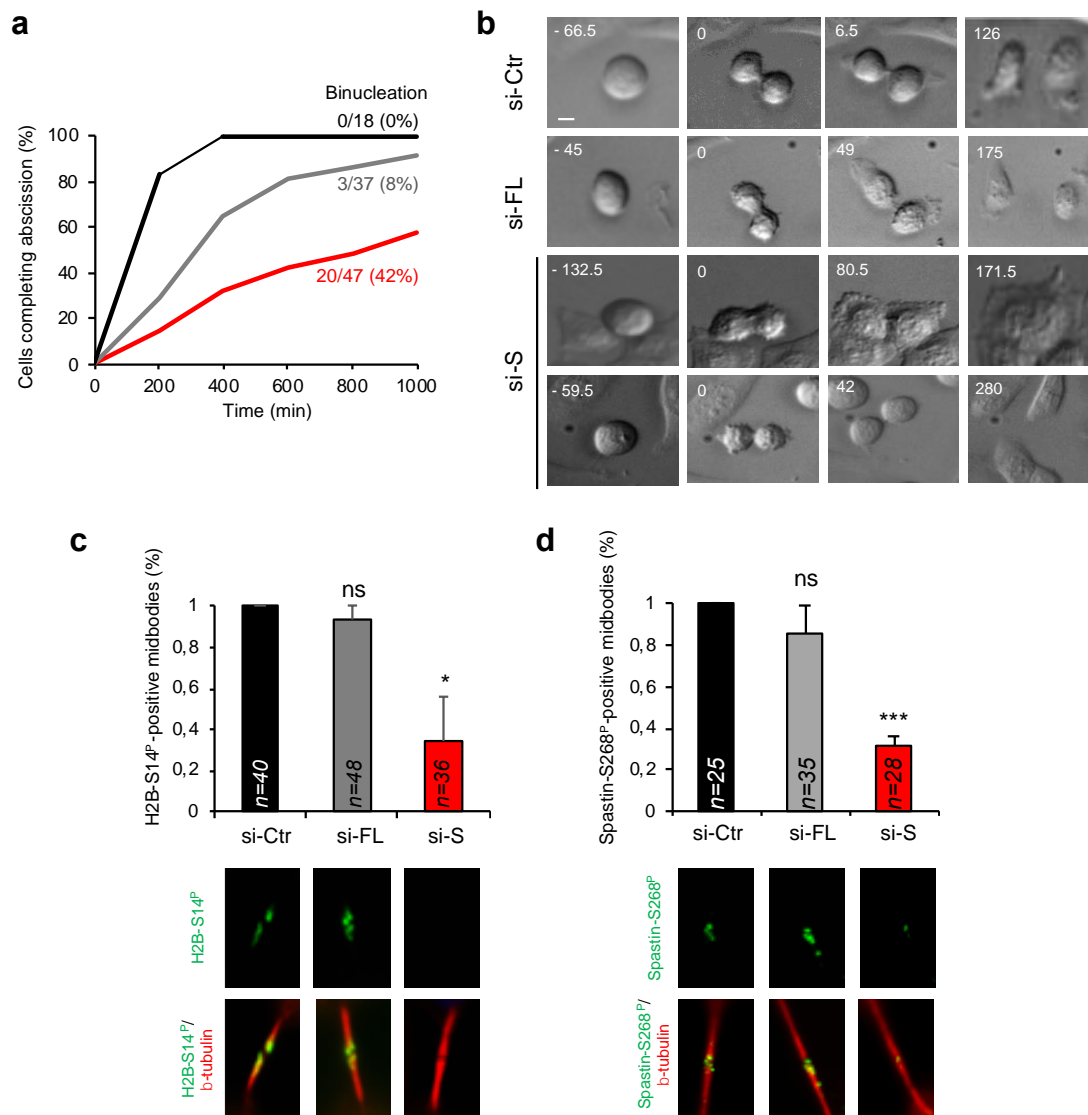 a
Binucleation
0/18 (0%)
3/37 (8%)
20/47 (42%)
Cells completing abscission (%)
100
80
60
40
20
0
0 200 400 600 800 1000
Time (min)
b
si-Ctr
- 66.5 0 6.5 126
si-FL
- 45 0 49 175
si-S
- 132.5 0 80.5 171.5
- 59.5 0 42 280
c
H2B-S14ᴾ-positive midbodies (%)
1
0,8
0,6
0,4
0,2
0
ns
*
n=40 n=48 n=36
si-Ctr si-FL si-S
H2B-S14ᴾ
H2B-S14ᴾ/
b-tubulin
d
Spastin-S268ᴾ-positive midbodies (%)
1
0,8
0,6
0,4
0,2
0
ns
***
n=25 n=35 n=28
si-Ctr si-FL si-S
Spastin-S268ᴾ
Spastin-S268ᴾ/
b-tubulin